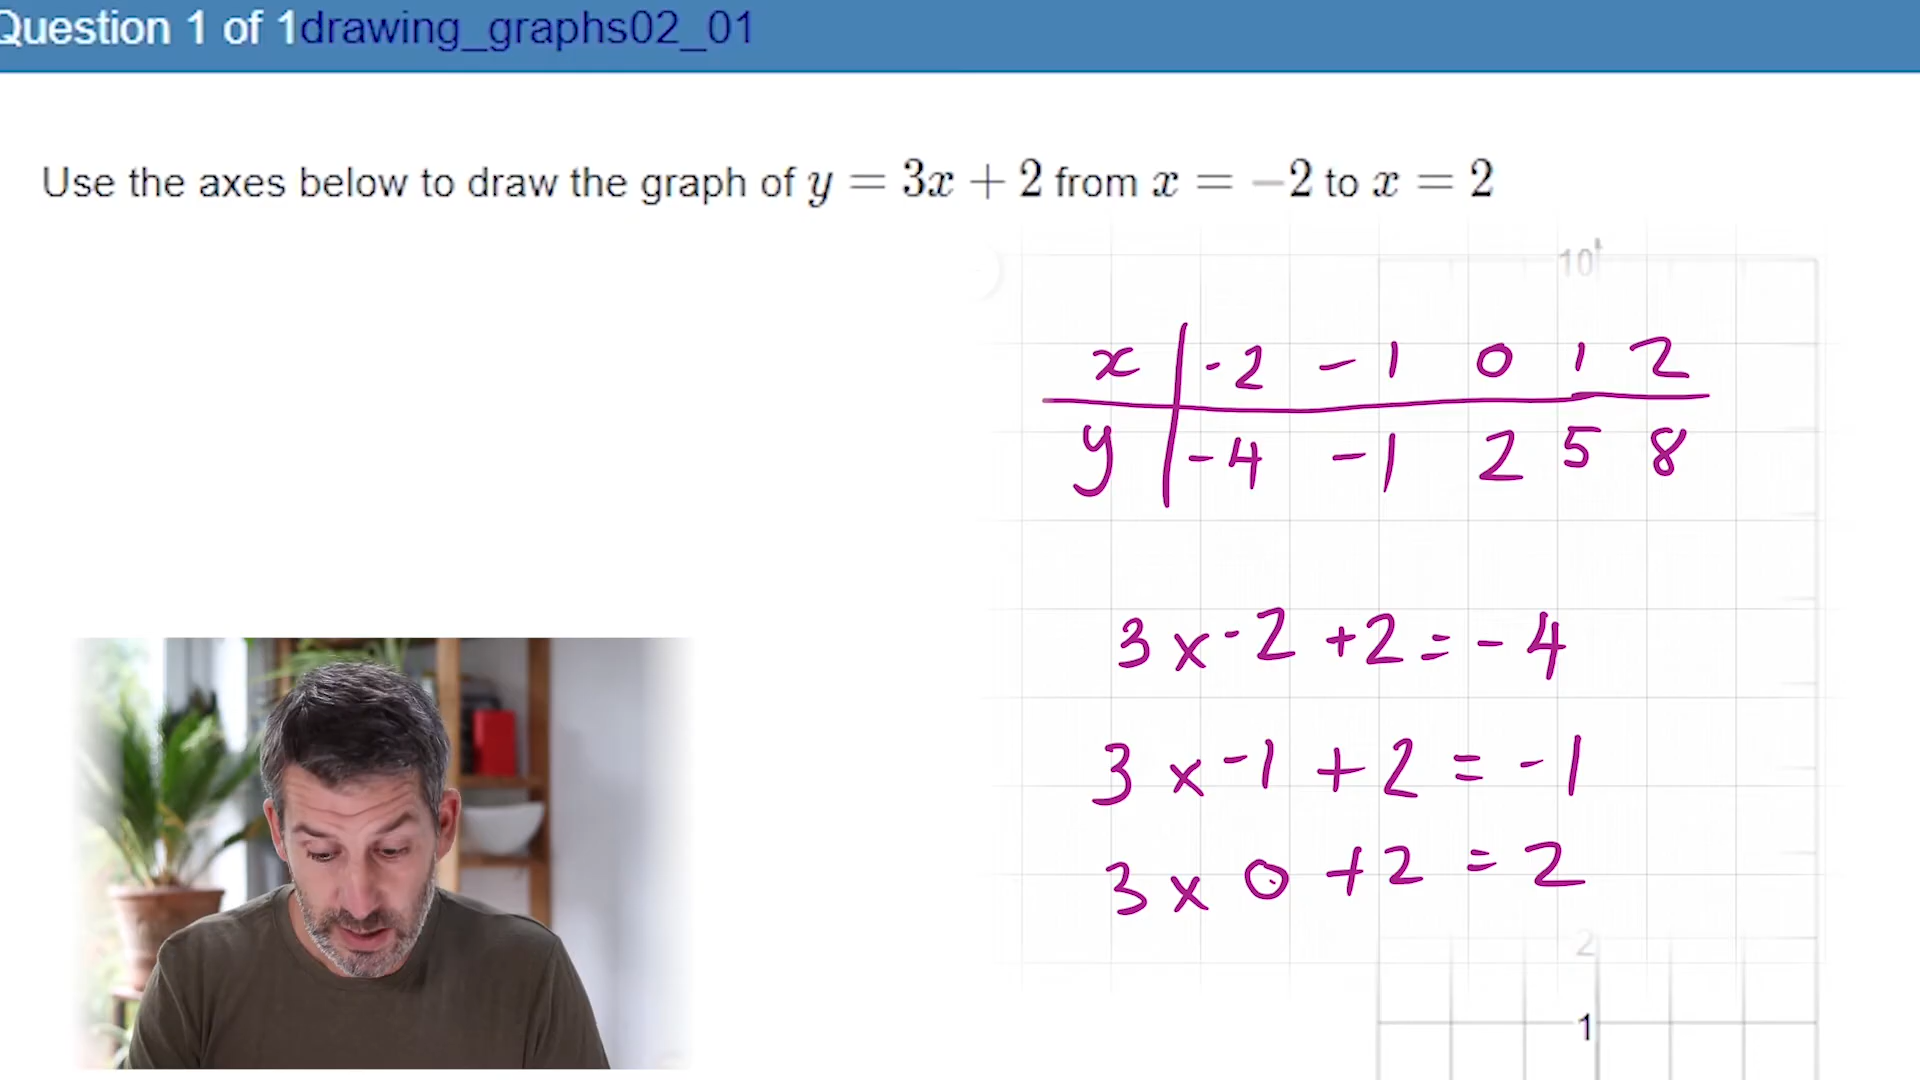 Question 1 of 1drawing_graphs02_01
Use the axes below to draw the graph of y = 3x + 2 from x = −2 to x = 2
10
x -2 -1 0 1 2
y -4 -1 2 5 8
3 x -2 +2 = -4
3 x -1 + 2 = -1
3 x 0 +2 = 2
2
1